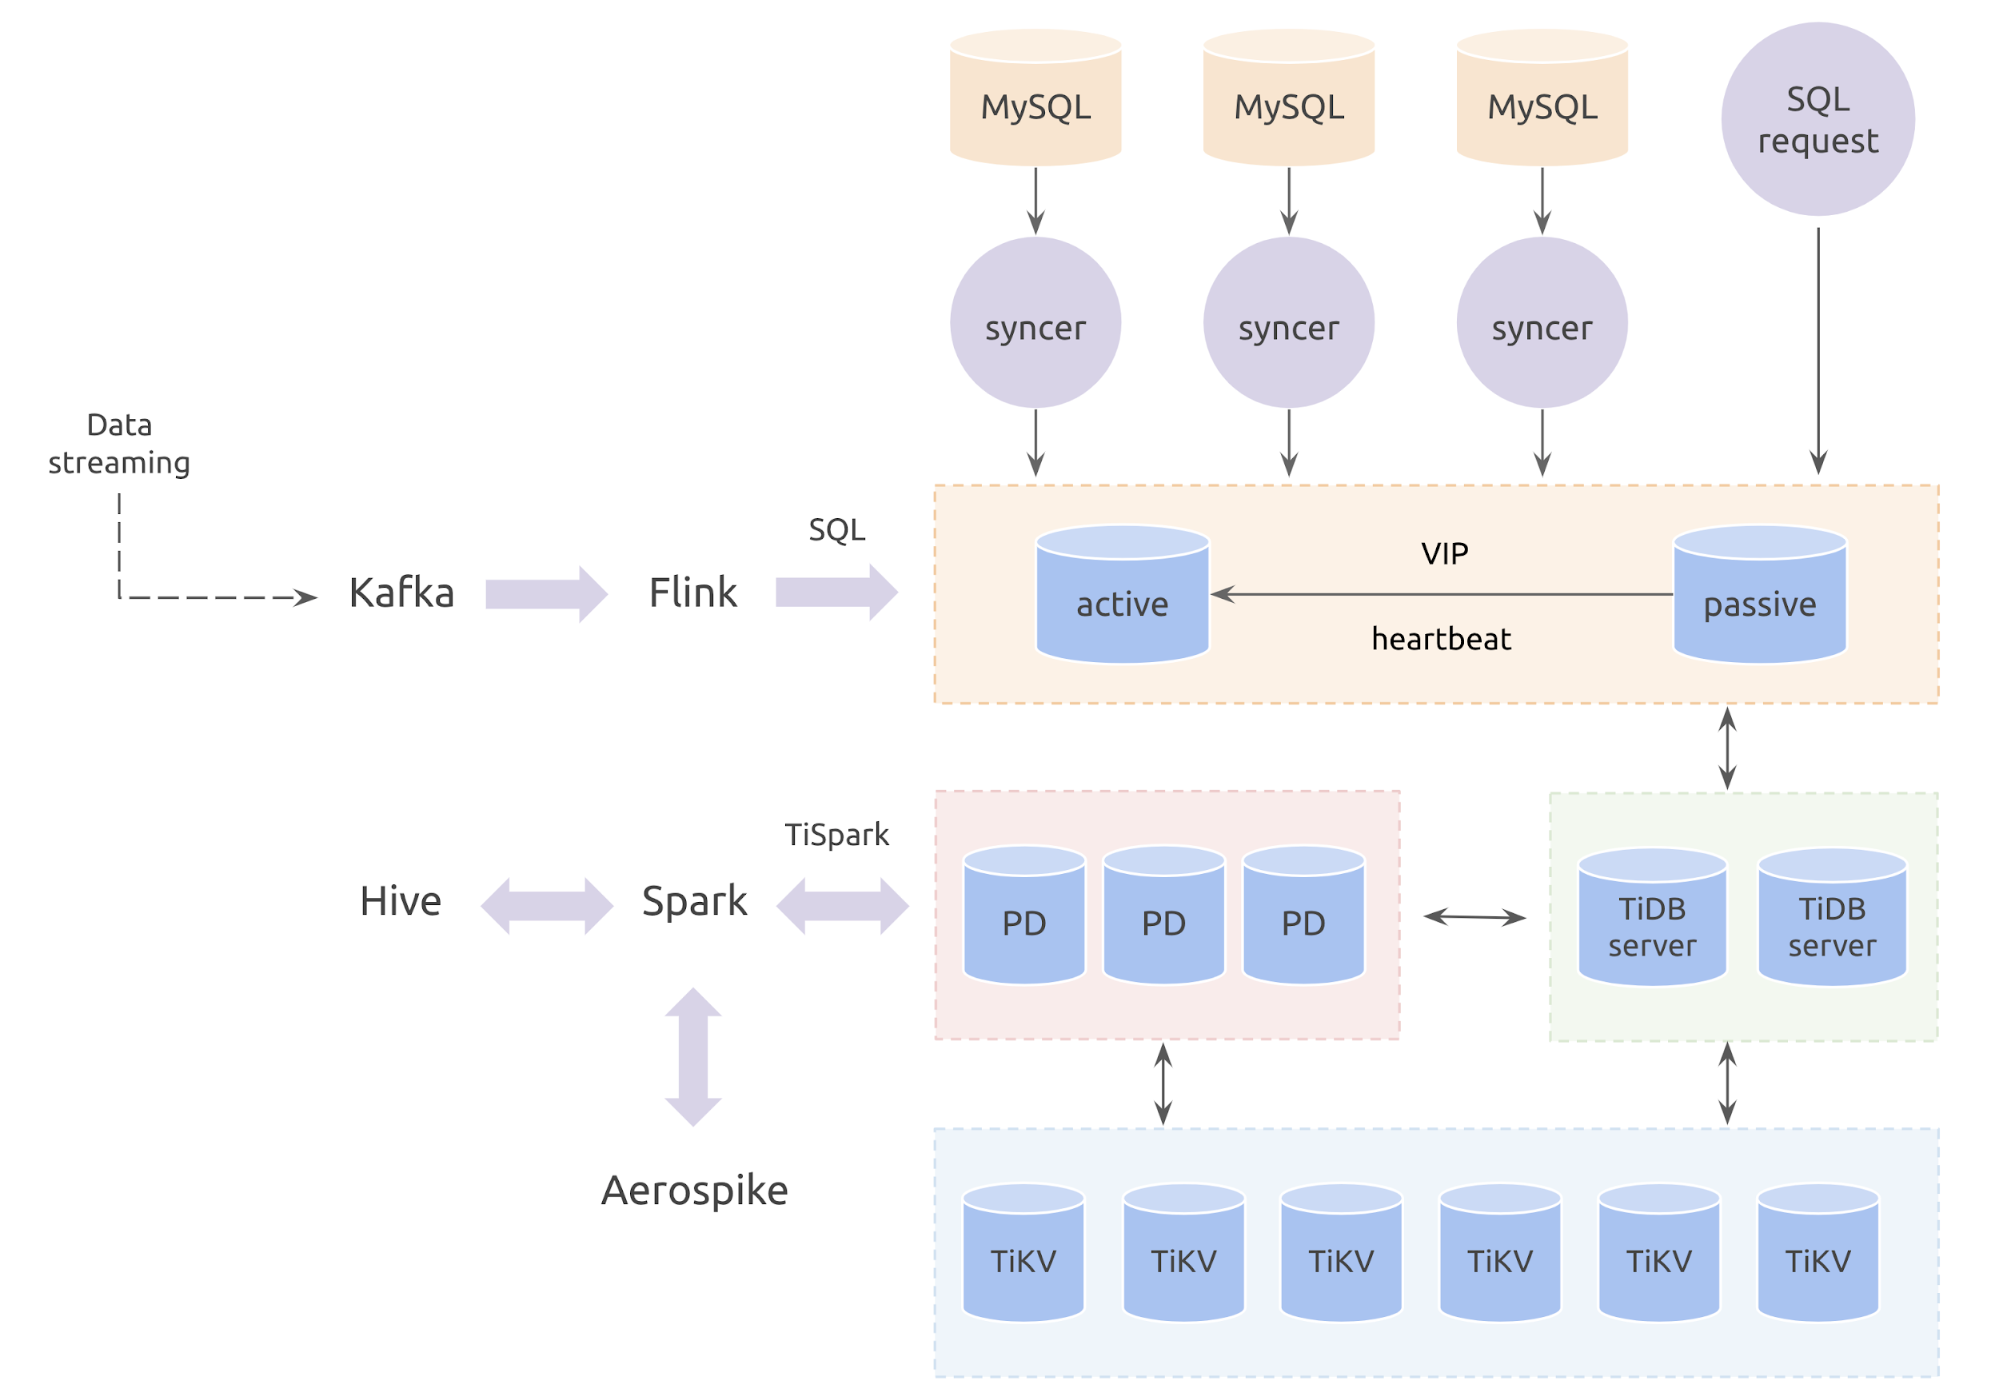 MySQL
MySQL
MySQL
SQL
request
syncer
syncer
syncer
Data
streaming
SQL
Kafka
Flink
VIP
active
passive
heartbeat
TiSpark
Hive
Spark
PD
PD
PD
TiDB
server
TiDB
server
Aerospike
TiKV
TiKV
TiKV
TiKV
TiKV
TiKV